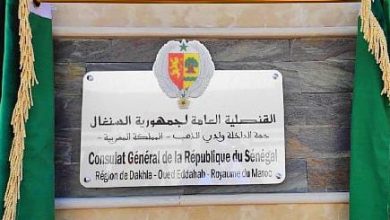 القنصلية العامة لجمهورية السنغال
جهة الداخلة وادي الذهب - المملكة المغربية
Consulat Général de la République du Sénégal
Région de Dakhla - Oued Eddahab - Royaume du Maroc